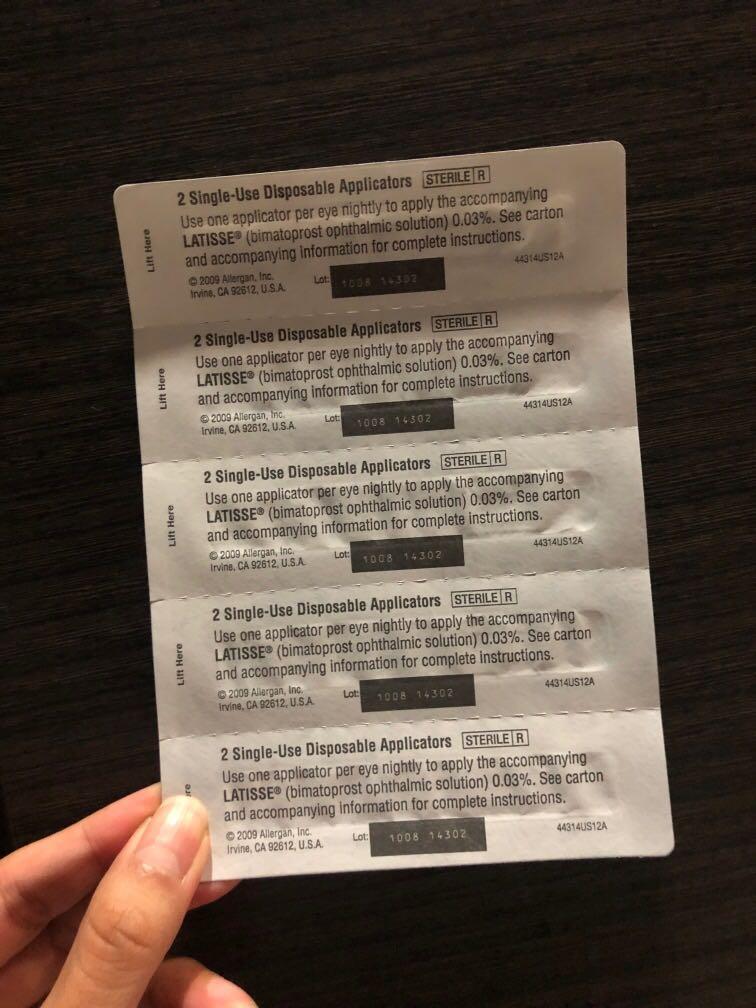 2 Single-Use Disposable Applicators STERILE R
Use one applicator per eye nightly to apply the accompanying
LATISSE® (bimatoprost ophthalmic solution) 0.03%. See carton
and accompanying information for complete instructions.
© 2009 Allergan, Inc.
Irvine, CA 92612, U.S.A.
Lot: 1008 14302
44314US12A
Lift Here
2 Single-Use Disposable Applicators STERILE R
Use one applicator per eye nightly to apply the accompanying
LATISSE® (bimatoprost ophthalmic solution) 0.03%. See carton
and accompanying information for complete instructions.
© 2009 Allergan, Inc.
Irvine, CA 92612, U.S.A.
Lot: 1008 14302
44314US12A
Lift Here
2 Single-Use Disposable Applicators STERILE R
Use one applicator per eye nightly to apply the accompanying
LATISSE® (bimatoprost ophthalmic solution) 0.03%. See carton
and accompanying information for complete instructions.
© 2009 Allergan, Inc.
Irvine, CA 92612, U.S.A.
Lot: 1008 14302
44314US12A
Lift Here
2 Single-Use Disposable Applicators STERILE R
Use one applicator per eye nightly to apply the accompanying
LATISSE® (bimatoprost ophthalmic solution) 0.03%. See carton
and accompanying information for complete instructions.
© 2009 Allergan, Inc.
Irvine, CA 92612, U.S.A.
Lot: 1008 14302
44314US12A
Lift Here
2 Single-Use Disposable Applicators STERILE R
Use one applicator per eye nightly to apply the accompanying
LATISSE® (bimatoprost ophthalmic solution) 0.03%. See carton
and accompanying information for complete instructions.
© 2009 Allergan, Inc.
Irvine, CA 92612, U.S.A.
Lot: 1008 14302
44314US12A